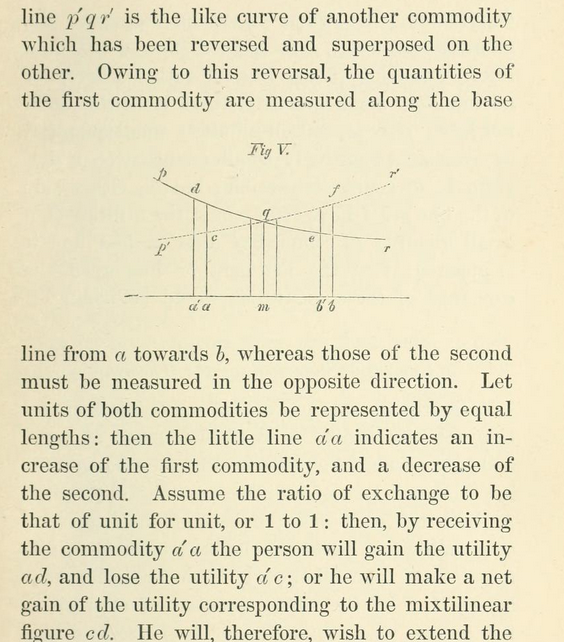 line p′ q r′ is the like curve of another commodity
which has been reversed and superposed on the
other. Owing to this reversal, the quantities of
the first commodity are measured along the base
Fig V.
p
r′
d
f
q
p′
c
e
r
a′ a
m
b′ b
line from a towards b, whereas those of the second
must be measured in the opposite direction. Let
units of both commodities be represented by equal
lengths: then the little line a′a indicates an in-
crease of the first commodity, and a decrease of
the second. Assume the ratio of exchange to be
that of unit for unit, or 1 to 1: then, by receiving
the commodity a′a the person will gain the utility
ad, and lose the utility a′c; or he will make a net
gain of the utility corresponding to the mixtilinear
figure cd. He will, therefore, wish to extend the